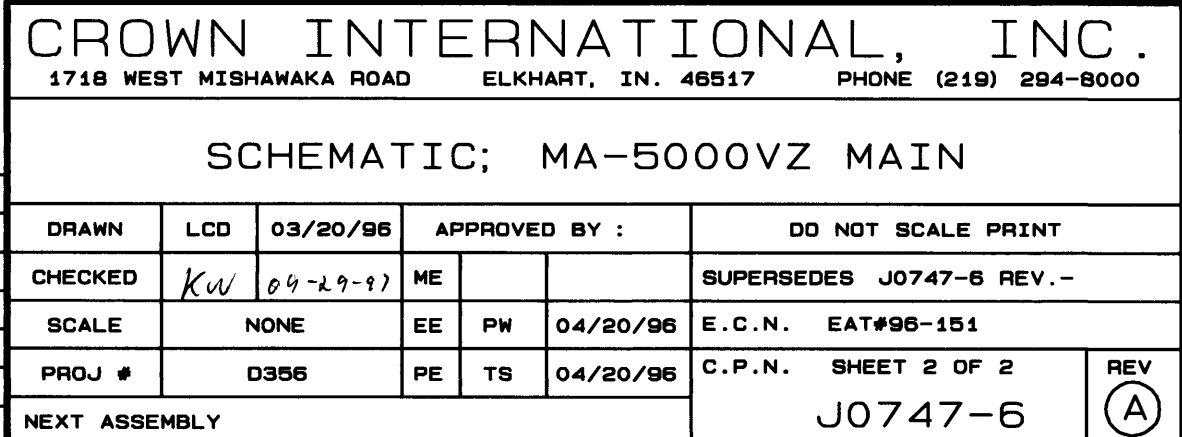 CROWN INTERNATIONAL, INC.
1718 WEST MISHAWAKA ROAD ELKHART, IN. 46517 PHONE (219) 294-8000
SCHEMATIC; MA-5000VZ MAIN
DRAWN LCD 03/20/96 APPROVED BY : DO NOT SCALE PRINT
CHECKED KW ME SUPERSEDES J0747-6 REV.-
SCALE NONE EE PW 04/20/96 E.C.N. EAT#96-151
PROJ # D356 PE TS 04/20/96 C.P.N. SHEET 2 OF 2 REV
NEXT ASSEMBLY J0747-6 A